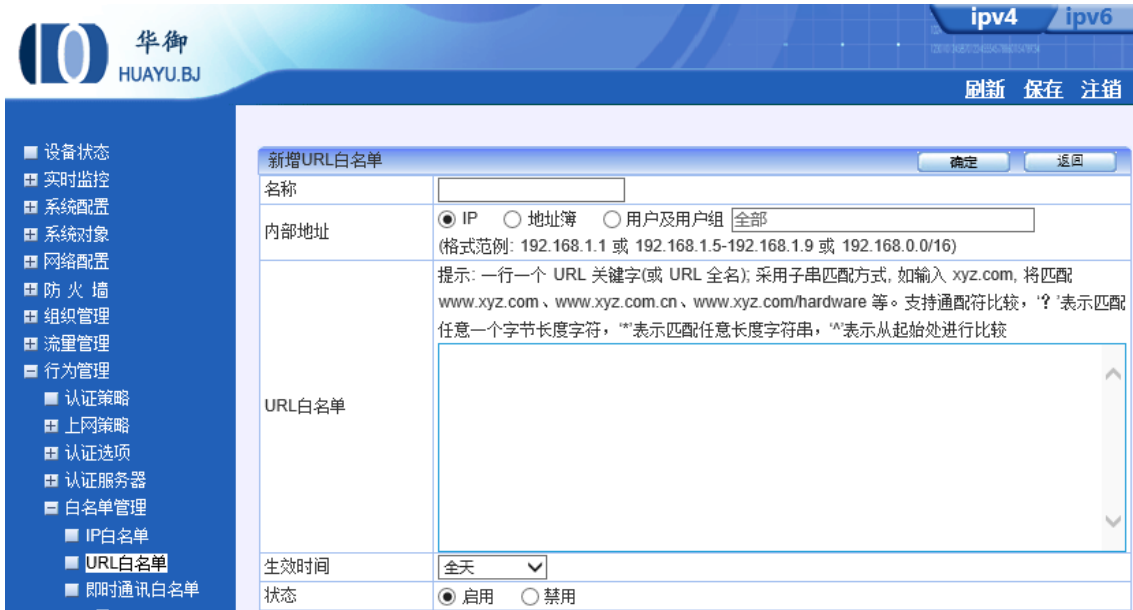 华御
HUAYU.BJ
ipv4
ipv6
刷新 保存 注销
设备状态
实时监控
系统配置
系统对象
网络配置
防 火 墙
组织管理
流量管理
行为管理
认证策略
上网策略
认证选项
认证服务器
白名单管理
IP白名单
URL白名单
即时通讯白名单
新增URL白名单
确定
返回
名称
内部地址
IP 地址簿 用户及用户组 全部
(格式范例: 192.168.1.1 或 192.168.1.5-192.168.1.9 或 192.168.0.0/16)
URL白名单
提示: 一行一个 URL 关键字(或 URL 全名); 采用子串匹配方式, 如输入 xyz.com, 将匹配
www.xyz.com、www.xyz.com.cn、www.xyz.com/hardware 等。支持通配符比较，‘? ’表示匹配
任意一个字节长度字符，‘*’表示匹配任意长度字符串，‘^’表示从起始处进行比较
生效时间
全天
状态
启用 禁用